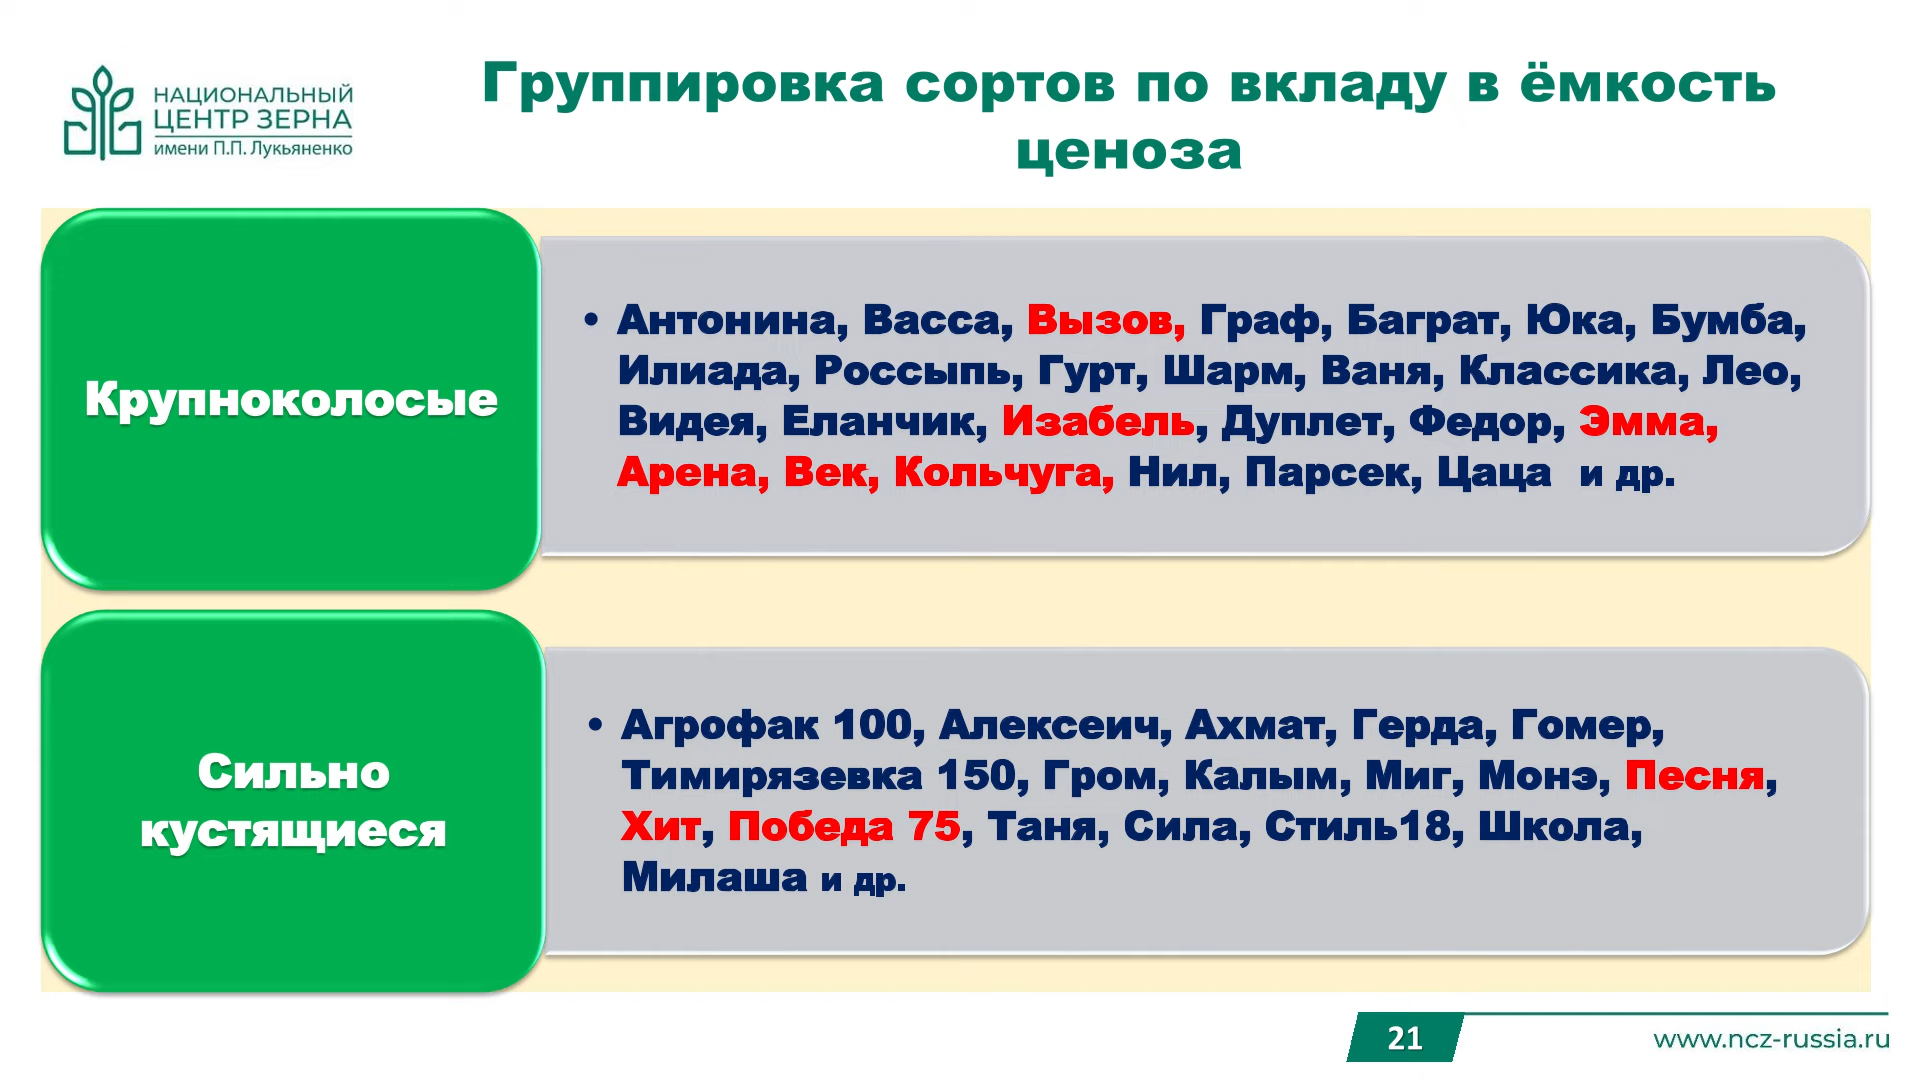 НАЦИОНАЛЬНЫЙ
ЦЕНТР ЗЕРНА
имени П.П. Лукьяненко
Группировка сортов по вкладу в ёмкость
ценоза
Крупноколосые
• Антонина, Васса, Вызов, Граф, Баграт, Юка, Бумба,
Илиада, Россыпь, Гурт, Шарм, Ваня, Классика, Лео,
Видея, Еланчик, Изабель, Дуплет, Федор, Эмма,
Арена, Век, Кольчуга, Нил, Парсек, Цаца и др.
Сильно
кустящиеся
• Агрофак 100, Алексеич, Ахмат, Герда, Гомер,
Тимирязевка 150, Гром, Калым, Миг, Монэ, Песня,
Хит, Победа 75, Таня, Сила, Стиль18, Школа,
Милаша и др.
21
www.ncz-russia.ru